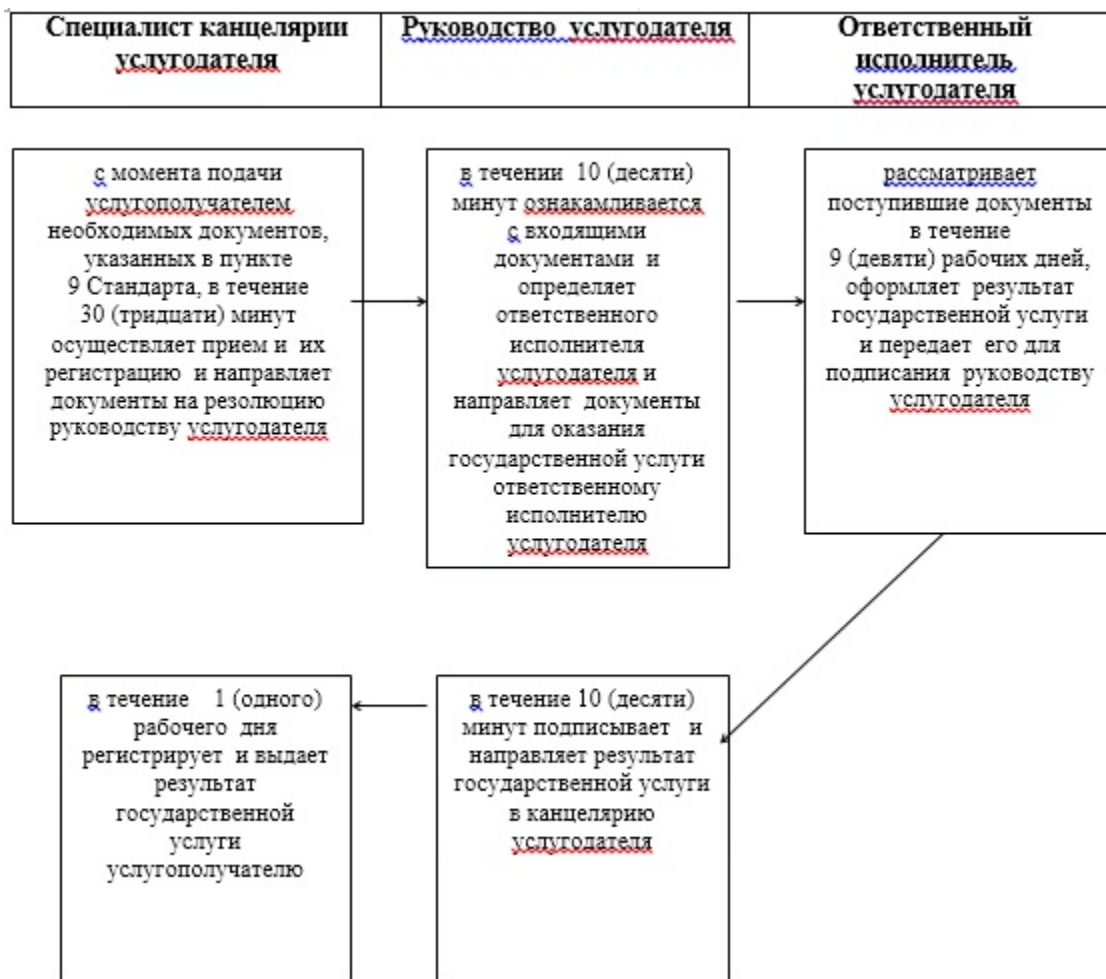 Специалист канцелярии
услугодателя
Руководство услугодателя
Ответственный
исполнитель
услугодателя
с момента подачи
услугополучателем
необходимых документов,
указанных в пункте
9 Стандарта, в течение
30 (тридцати) минут
осуществляет прием и их
регистрацию и направляет
документы на резолюцию
руководству услугодателя
в течении 10 (десяти)
минут ознакамливается
с входящими
документами и
определяет
ответственного
исполнителя
услугодателя и
направляет документы
для оказания
государственной услуги
ответственному
исполнителю
услугодателя
рассматривает
поступившие документы
в течение
9 (девяти) рабочих дней,
оформляет результат
государственной услуги
и передает его для
подписания руководству
услугодателя
в течение 10 (десяти)
минут подписывает и
направляет результат
государственной услуги
в канцелярию
услугодателя
в течение 1 (одного)
рабочего дня
регистрирует и выдает
результат
государственной
услуги
услугополучателю